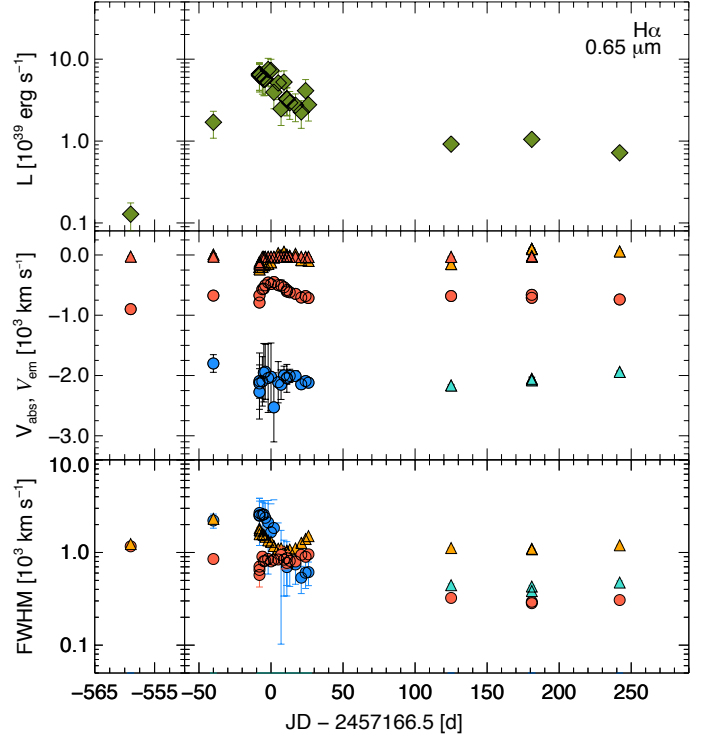 Hα
0.65 μm
L [10³⁹ erg s⁻¹]
10.0
1.0
0.1
V_abs, V_em [10³ km s⁻¹]
0.0
−1.0
−2.0
−3.0
FWHM [10³ km s⁻¹]
10.0
1.0
0.1
−565 −555 −50 0 50 100 150 200 250
JD − 2457166.5 [d]